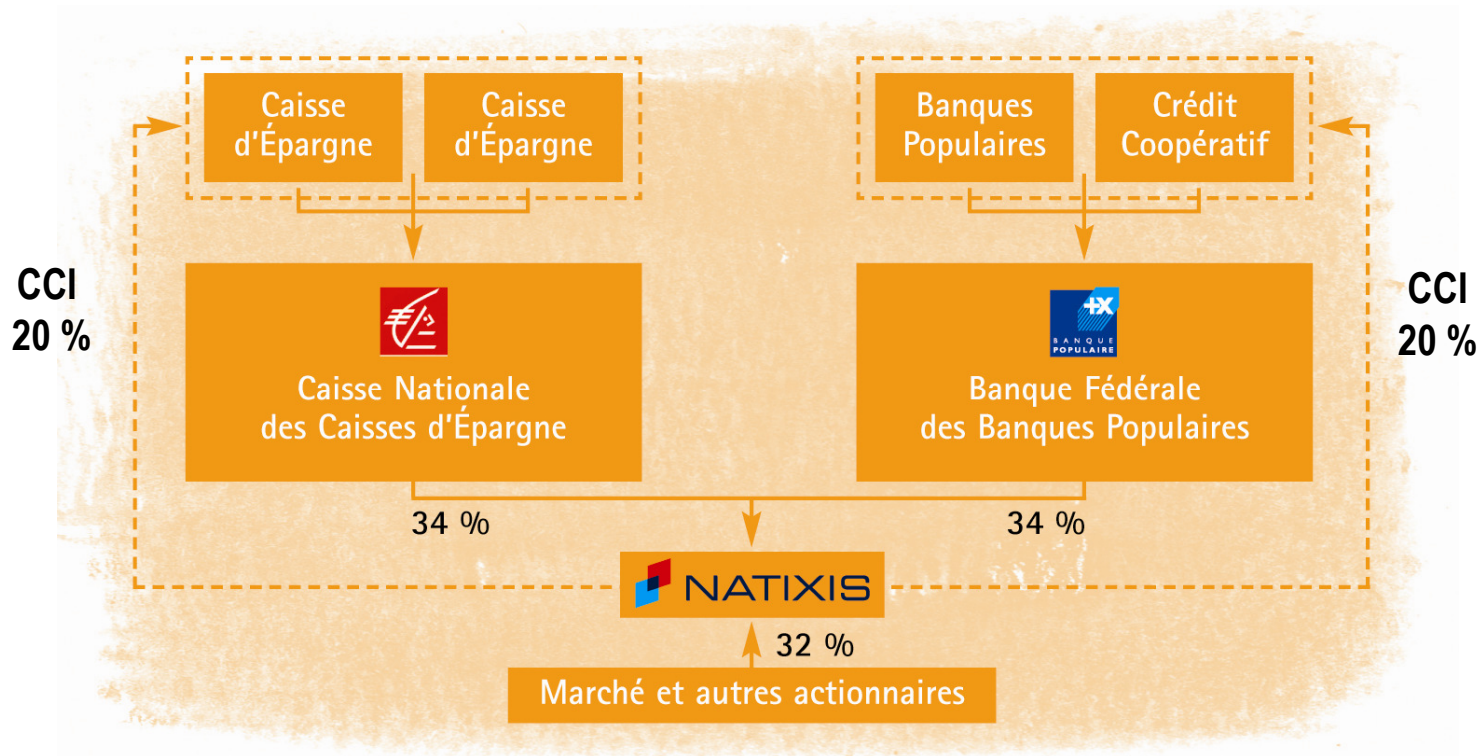 Caisse
d'Épargne
Caisse
d'Épargne
Banques
Populaires
Crédit
Coopératif
CCI
20 %
CCI
20 %
Caisse Nationale
des Caisses d'Épargne
+X
BANQUE
POPULAIRE
Banque Fédérale
des Banques Populaires
34 %
34 %
NATIXIS
32 %
Marché et autres actionnaires